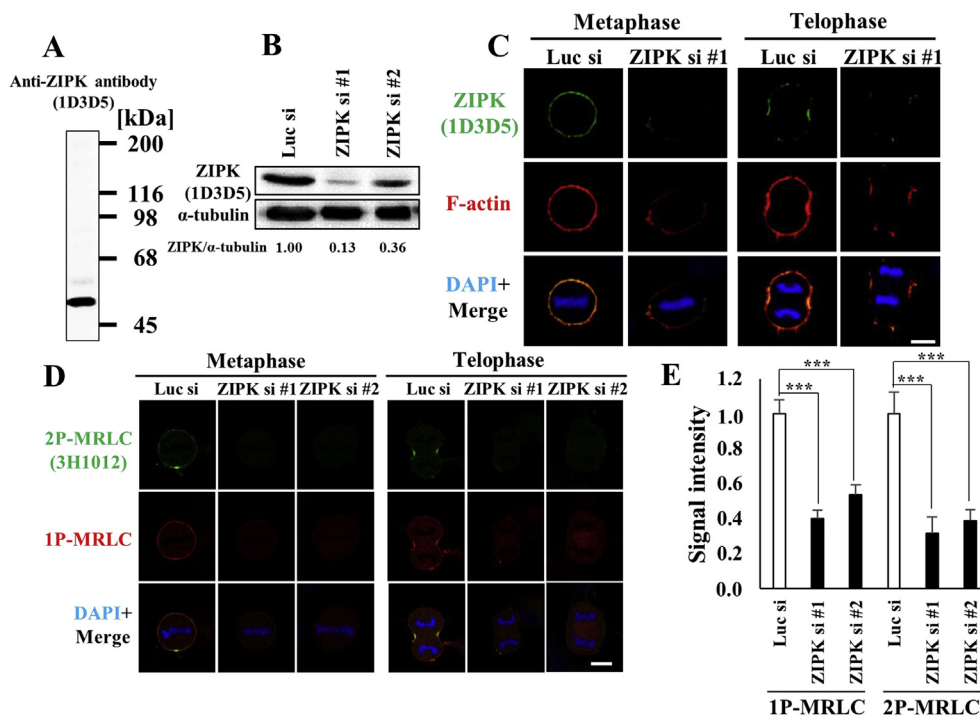 A
Anti-ZIPK antibody
(1D3D5)
[kDa]
200
116
98
68
45
B
Luc si
ZIPK si #1
ZIPK si #2
ZIPK
(1D3D5)
α-tubulin
ZIPK/α-tubulin 1.00 0.13 0.36
C
Metaphase Telophase
Luc si ZIPK si #1 Luc si ZIPK si #1
ZIPK
(1D3D5)
F-actin
DAPI+
Merge
D
Metaphase Telophase
Luc si ZIPK si #1 ZIPK si #2 Luc si ZIPK si #1 ZIPK si #2
2P-MRLC
(3H1012)
1P-MRLC
DAPI+
Merge
E
Signal intensity
1.2
1.0
0.8
0.6
0.4
0.2
0.0
*** *** *** ***
Luc si
ZIPK si #1
ZIPK si #2
Luc si
ZIPK si #1
ZIPK si #2
1P-MRLC 2P-MRLC